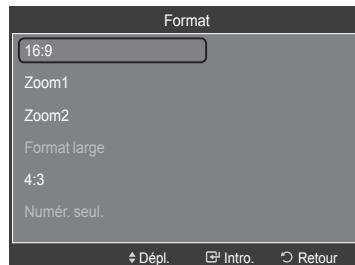 Format
16:9
Zoom1
Zoom2
Format large
4:3
Numér. seul.
Dépl. Intro. Retour